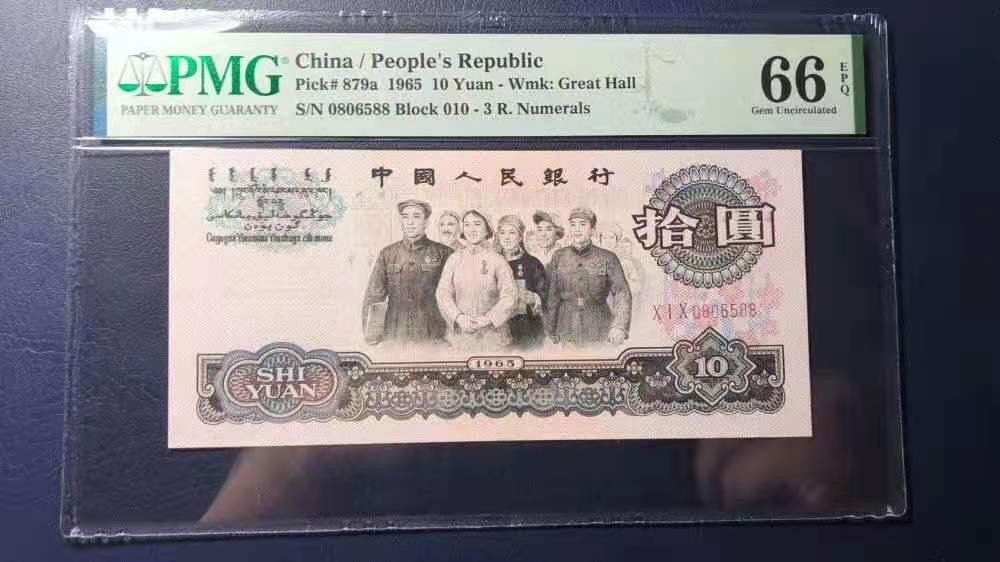 PMG®
PAPER MONEY GUARANTY
China / People's Republic
Pick# 879a 1965 10 Yuan - Wmk: Great Hall
S/N 0806588 Block 010 - 3 R. Numerals
66 EPQ
Gem Uncirculated
中國人民銀行
拾圓
XIX0806588
1965
SHI
YUAN
10